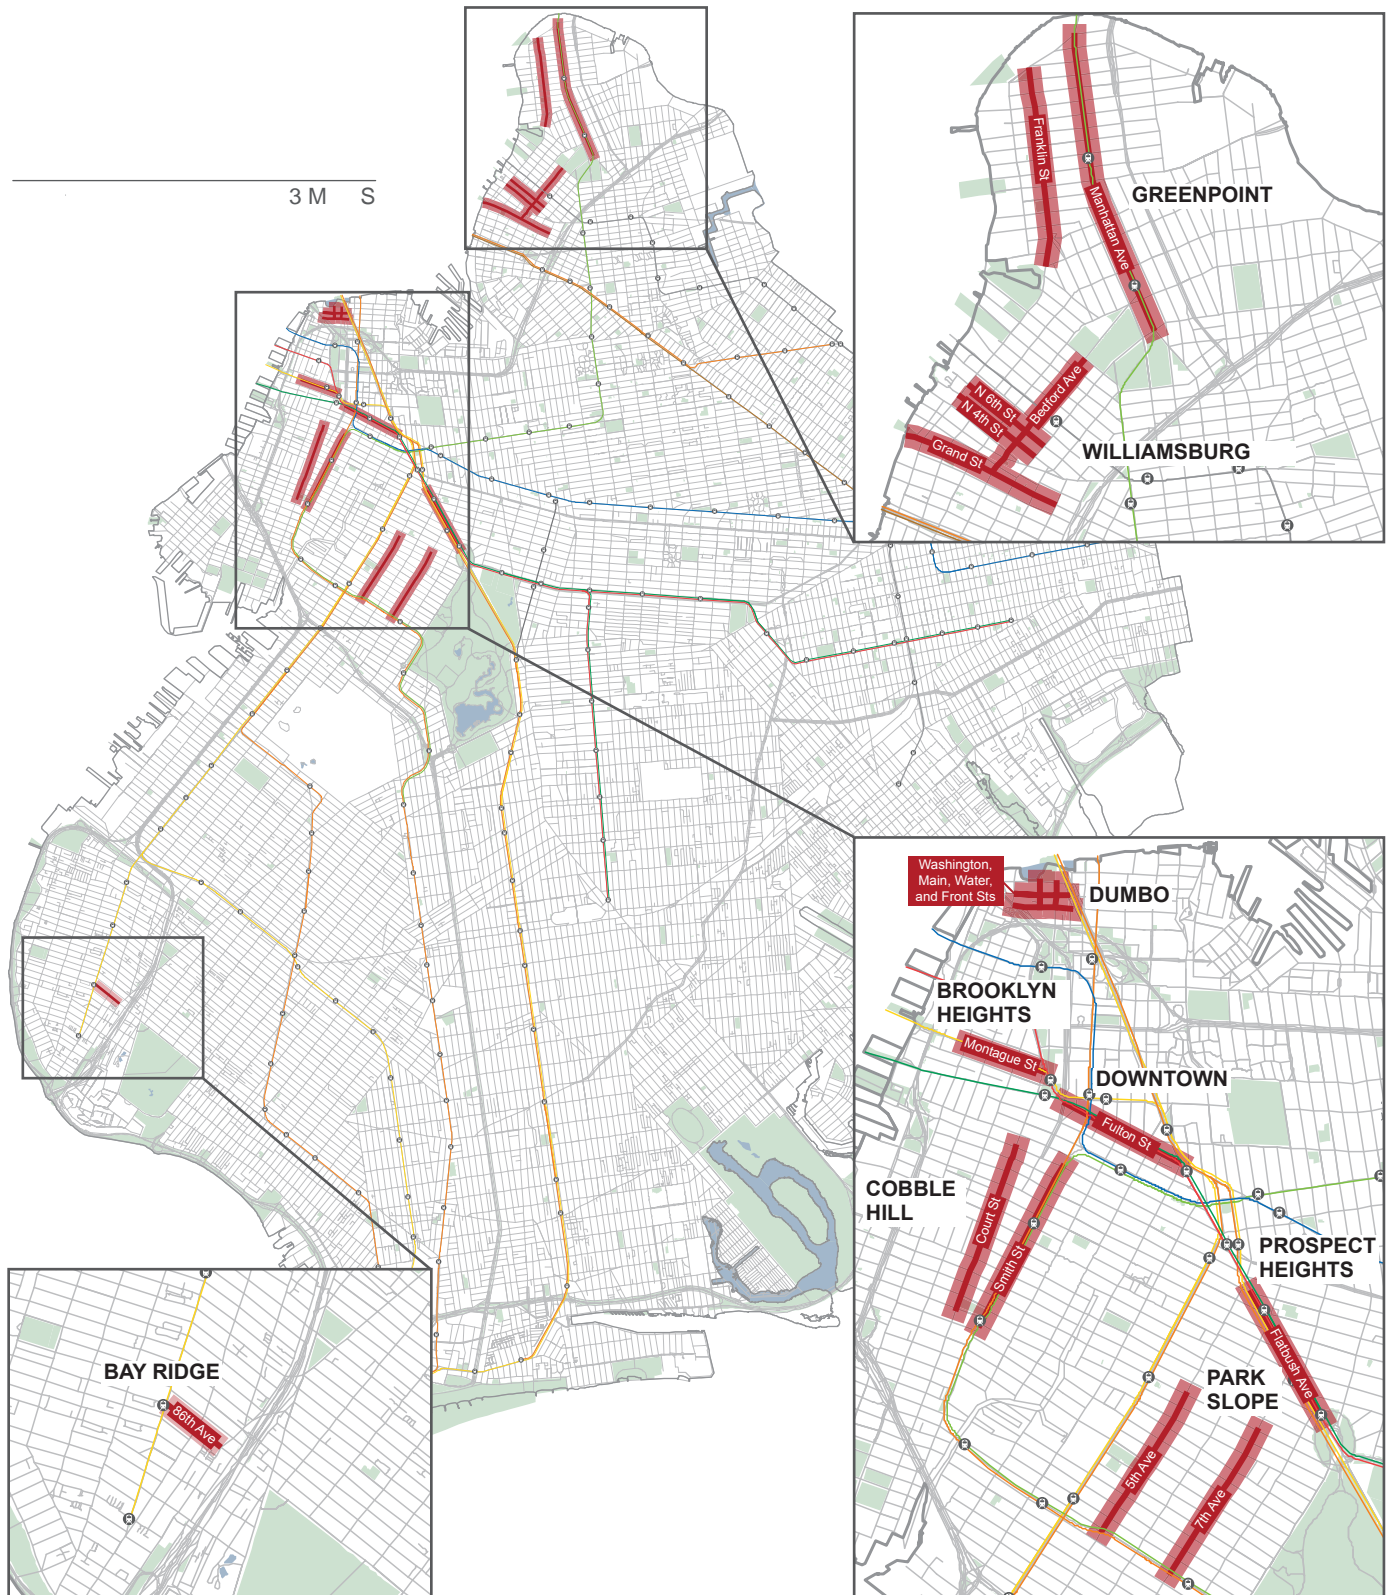 3 M S
Franklin St
Manhattan Ave
GREENPOINT
Bedford Ave
N 6th St
N 4th St
Grand St
WILLIAMSBURG
Washington,
Main, Water,
and Front Sts
DUMBO
BROOKLYN
HEIGHTS
Montague St
DOWNTOWN
Fulton St
COBBLE
HILL
Court St
Smith St
PROSPECT
HEIGHTS
Flatbush Ave
PARK
SLOPE
5th Ave
7th Ave
BAY RIDGE
86th Ave